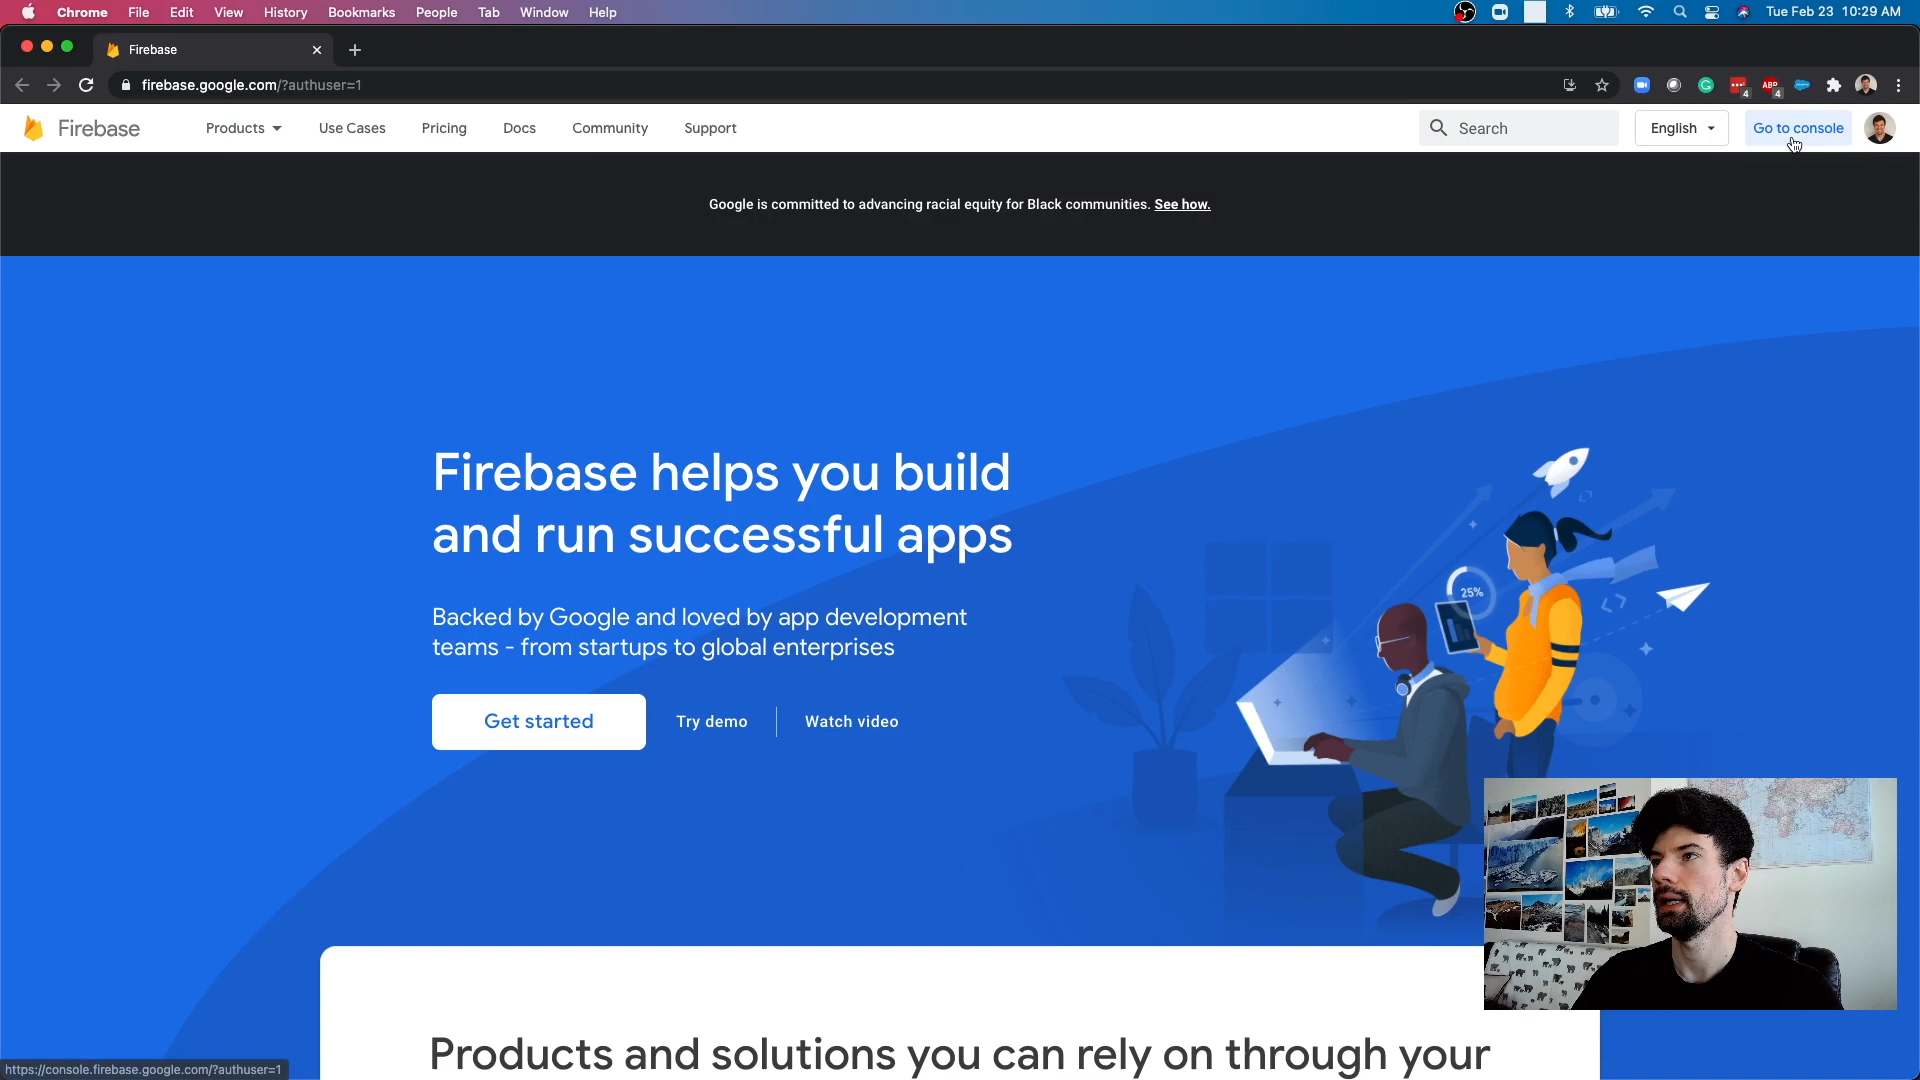 Chrome File Edit View History Bookmarks People Tab Window Help
Tue Feb 23 10:29 AM
Firebase
firebase.google.com/?authuser=1
4
ABP
4
Firebase
Products
Use Cases
Pricing
Docs
Community
Support
Search
English
Go to console
Google is committed to advancing racial equity for Black communities. See how.
Firebase helps you build
and run successful apps
Backed by Google and loved by app development
teams - from startups to global enterprises
Get started
Try demo
Watch video
25%
Products and solutions you can rely on through your
https://console.firebase.google.com/?authuser=1